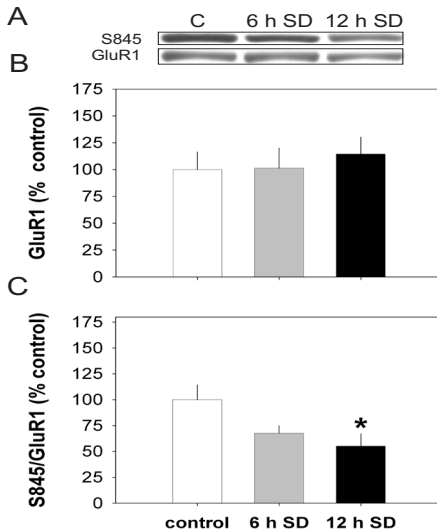 A
C 6 h SD 12 h SD
S845
GluR1
B
175
150
125
100
75
50
25
0
GluR1 (% control)
C
175
150
125
100
75
50
25
0
S845/GluR1 (% control)
*
control 6 h SD 12 h SD